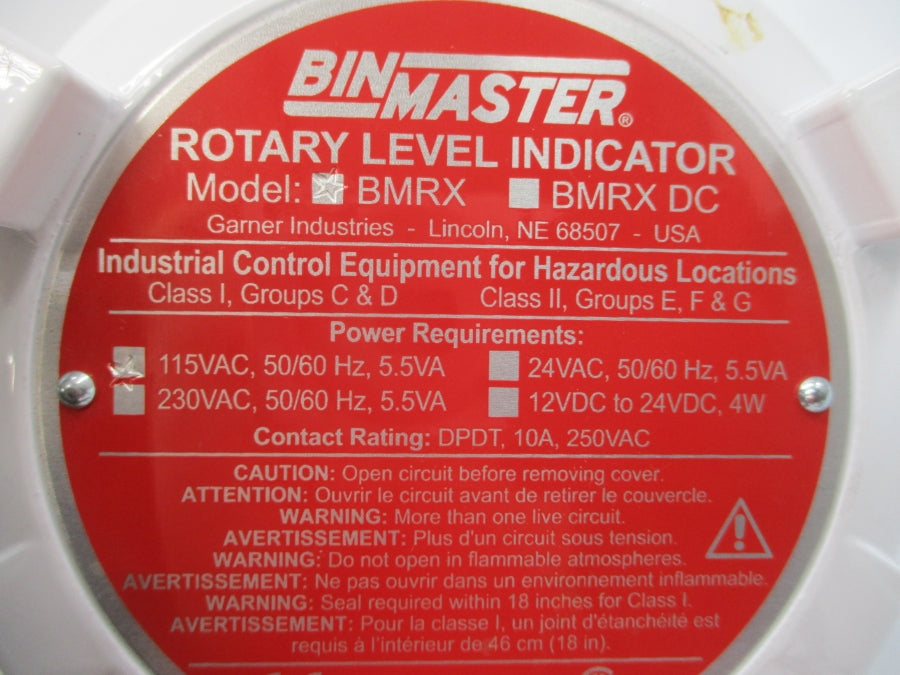 BINMASTER®
ROTARY LEVEL INDICATOR
Model: BMRX BMRX DC
Garner Industries - Lincoln, NE 68507 - USA
Industrial Control Equipment for Hazardous Locations
Class I, Groups C & D Class II, Groups E, F & G
Power Requirements:
115VAC, 50/60 Hz, 5.5VA 24VAC, 50/60 Hz, 5.5VA
230VAC, 50/60 Hz, 5.5VA 12VDC to 24VDC, 4W
Contact Rating: DPDT, 10A, 250VAC
CAUTION: Open circuit before removing cover.
ATTENTION: Ouvrir le circuit avant de retirer le couvercle.
WARNING: More than one live circuit.
AVERTISSEMENT: Plus d'un circuit sous tension.
WARNING: Do not open in flammable atmospheres.
AVERTISSEMENT: Ne pas ouvrir dans un environnement inflammable.
WARNING: Seal required within 18 inches for Class I.
AVERTISSEMENT: Pour la classe I, un joint d'étanchéité est
requis à l'intérieur de 46 cm (18 in).